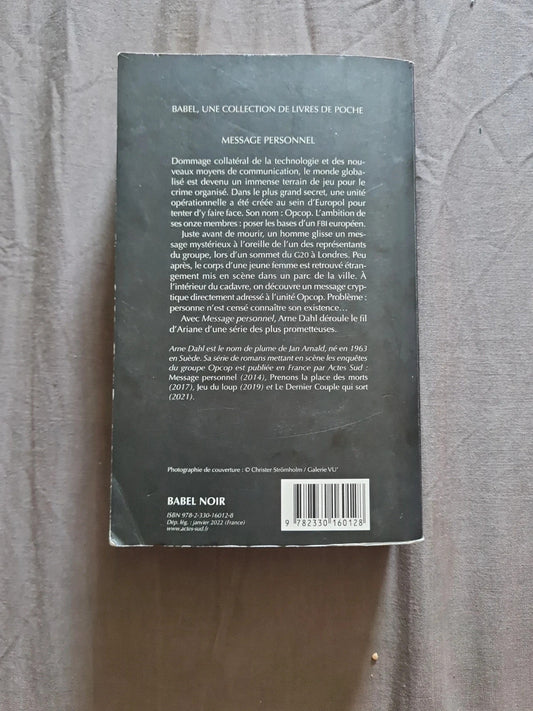 BABEL, UNE COLLECTION DE LIVRES DE POCHE
MESSAGE PERSONNEL
Dommage collatéral de la technologie et des nou-
veaux moyens de communication, le monde globa-
lisé est devenu un immense terrain de jeu pour le
crime organisé. Dans le plus grand secret, une unité
opérationnelle a été créée au sein d'Europol pour
tenter d'y faire face. Son nom : Opcop. L'ambition de
ses onze membres : poser les bases d'un FBI européen.
Juste avant de mourir, un homme glisse un mes-
sage mystérieux à l'oreille de l'un des représentants
du groupe, lors d'un sommet du G20 à Londres. Peu
après, le corps d'une jeune femme est retrouvé étran-
gement mis en scène dans un parc de la ville. À
l'intérieur du cadavre, on découvre un message cryp-
tique directement adressé à l'unité Opcop. Problème :
personne n'est censé connaître son existence…
Avec Message personnel, Arne Dahl déroule le fil
d'Ariane d'une série des plus prometteuses.
Arne Dahl est le nom de plume de Jan Arnald, né en 1963
en Suède. Sa série de romans mettant en scène les enquêtes
du groupe Opcop est publiée en France par Actes Sud :
Message personnel (2014), Prenons la place des morts
(2017), Jeu du loup (2019) et Le Dernier Couple qui sort
(2021).
Photographie de couverture : © Christer Strömholm / Galerie VU'
BABEL NOIR
ISBN 978-2-330-16012-8
Dép. lég. : janvier 2022 (France)
www.actes-sud.fr
9 782330 160128